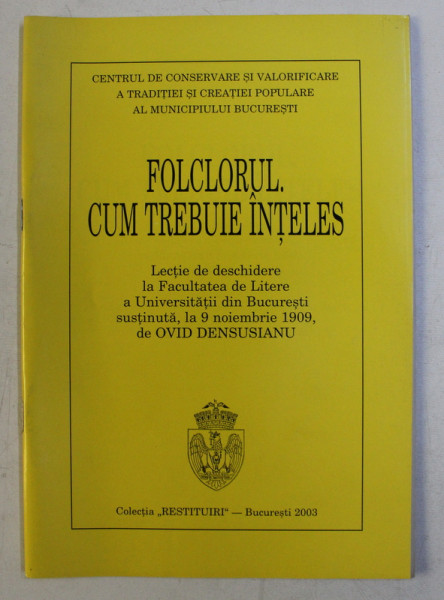 CENTRUL DE CONSERVARE ȘI VALORIFICARE
A TRADIȚIEI ȘI CREAȚIEI POPULARE
AL MUNICIPIULUI BUCUREȘTI
FOLCLORUL.
CUM TREBUIE ÎNȚELES
Lecție de deschidere
la Facultatea de Litere
a Universității din București
susținută, la 9 noiembrie 1909,
de OVID DENSUSIANU
Colecția „RESTITUIRI“ — București 2003